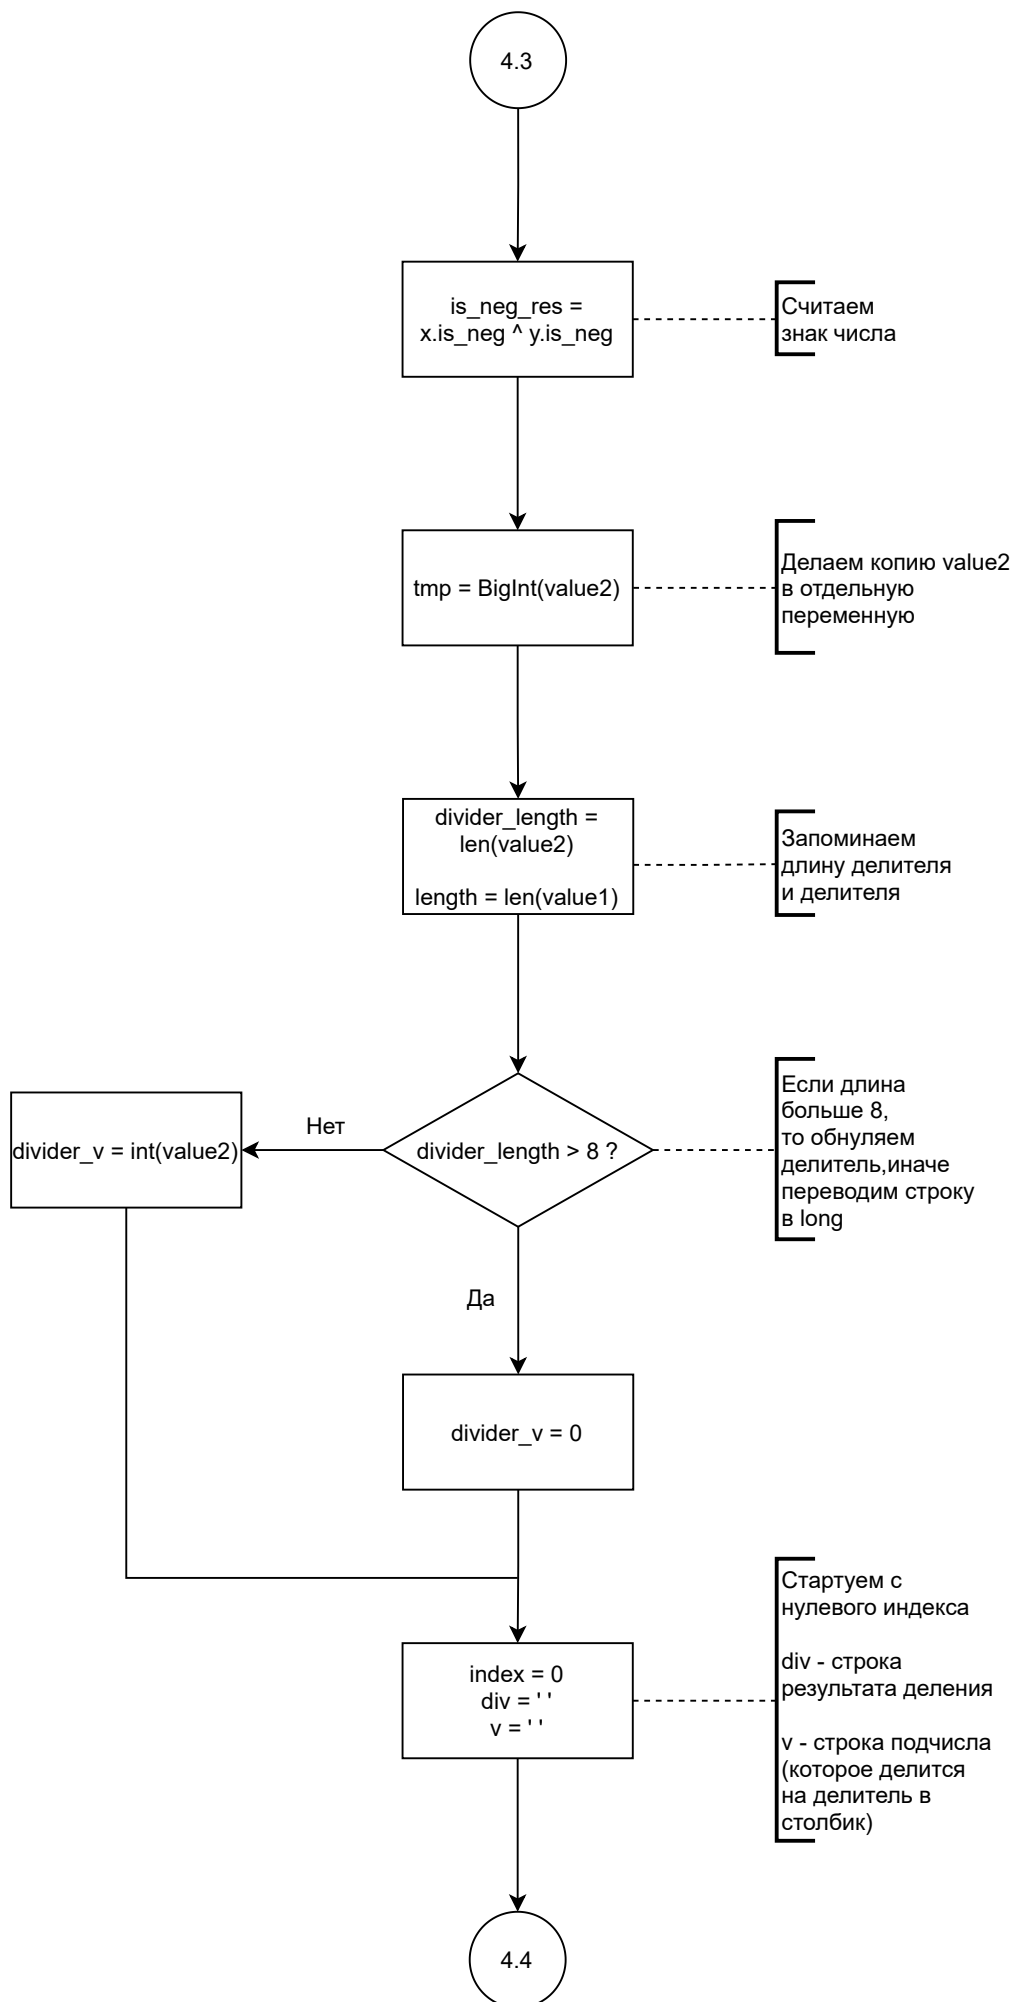 4.3
is_neg_res =
x.is_neg ^ y.is_neg
Считаем
знак числа
tmp = BigInt(value2)
Делаем копию value2
в отдельную
переменную
divider_length =
len(value2)
length = len(value1)
Запоминаем
длину делителя
и делителя
divider_v = int(value2)
Нет
divider_length > 8 ?
Если длина
больше 8,
то обнуляем
делитель,иначе
переводим строку
в long
Да
divider_v = 0
index = 0
div = ' '
v = ' '
Стартуем с
нулевого индекса
div - строка
результата деления
v - строка подчисла
(которое делится
на делитель в
столбик)
4.4